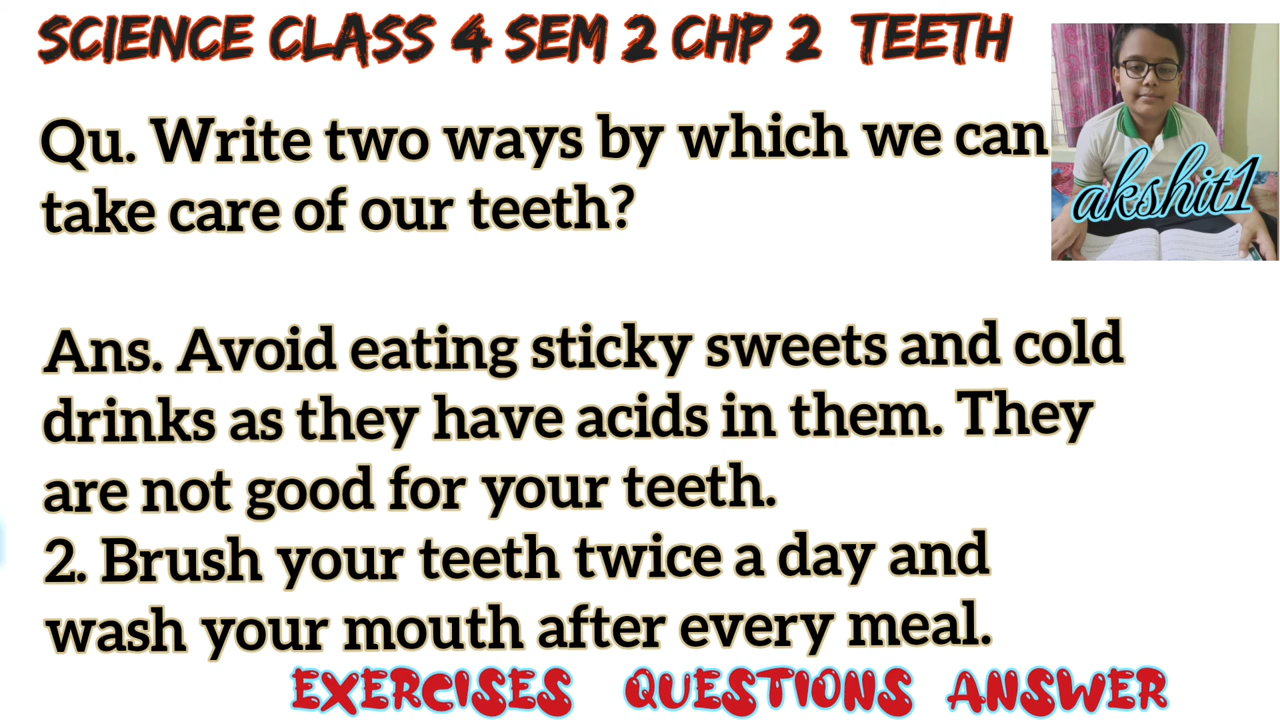 SCIENCE CLASS 4 SEM 2 CHP 2 TEETH
Qu. Write two ways by which we can
take care of our teeth?
akshit1
Ans. Avoid eating sticky sweets and cold
drinks as they have acids in them. They
are not good for your teeth.
2. Brush your teeth twice a day and
wash your mouth after every meal.
EXERCISES QUESTIONS ANSWER